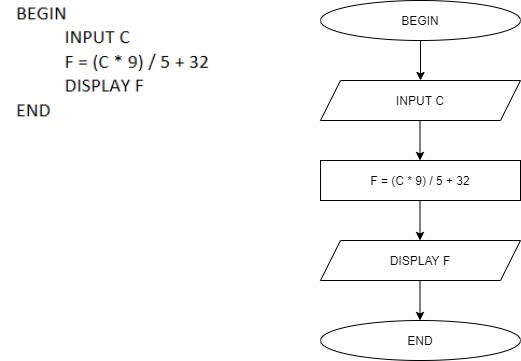 BEGIN
INPUT C
F = (C * 9) / 5 + 32
DISPLAY F
END
BEGIN
INPUT C
F = (C * 9) / 5 + 32
DISPLAY F
END